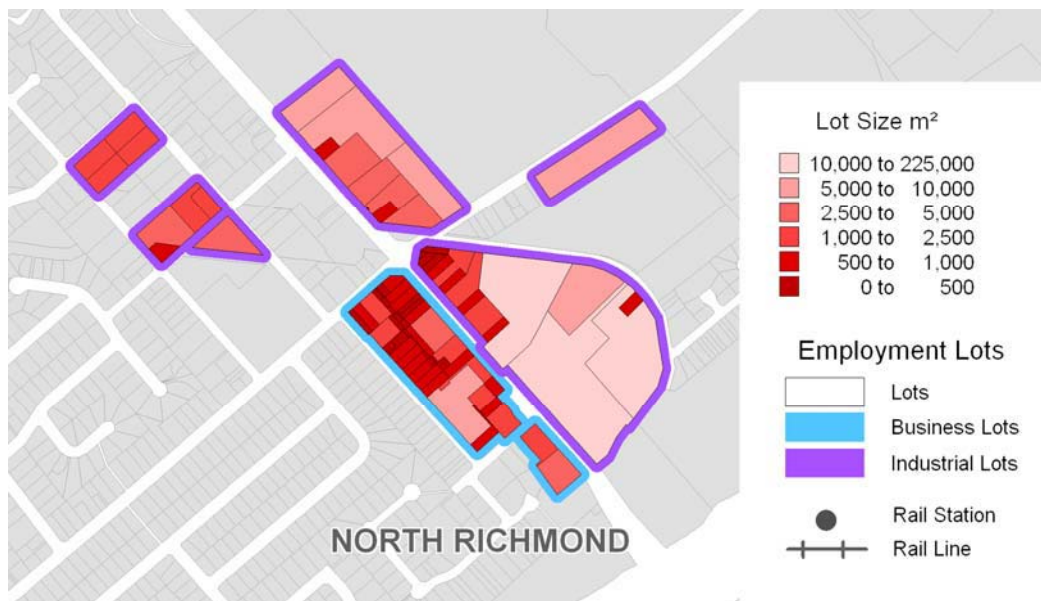 Lot Size m²
10,000 to 225,000
5,000 to 10,000
2,500 to 5,000
1,000 to 2,500
500 to 1,000
0 to 500
Employment Lots
Lots
Business Lots
Industrial Lots
Rail Station
Rail Line
NORTH RICHMOND